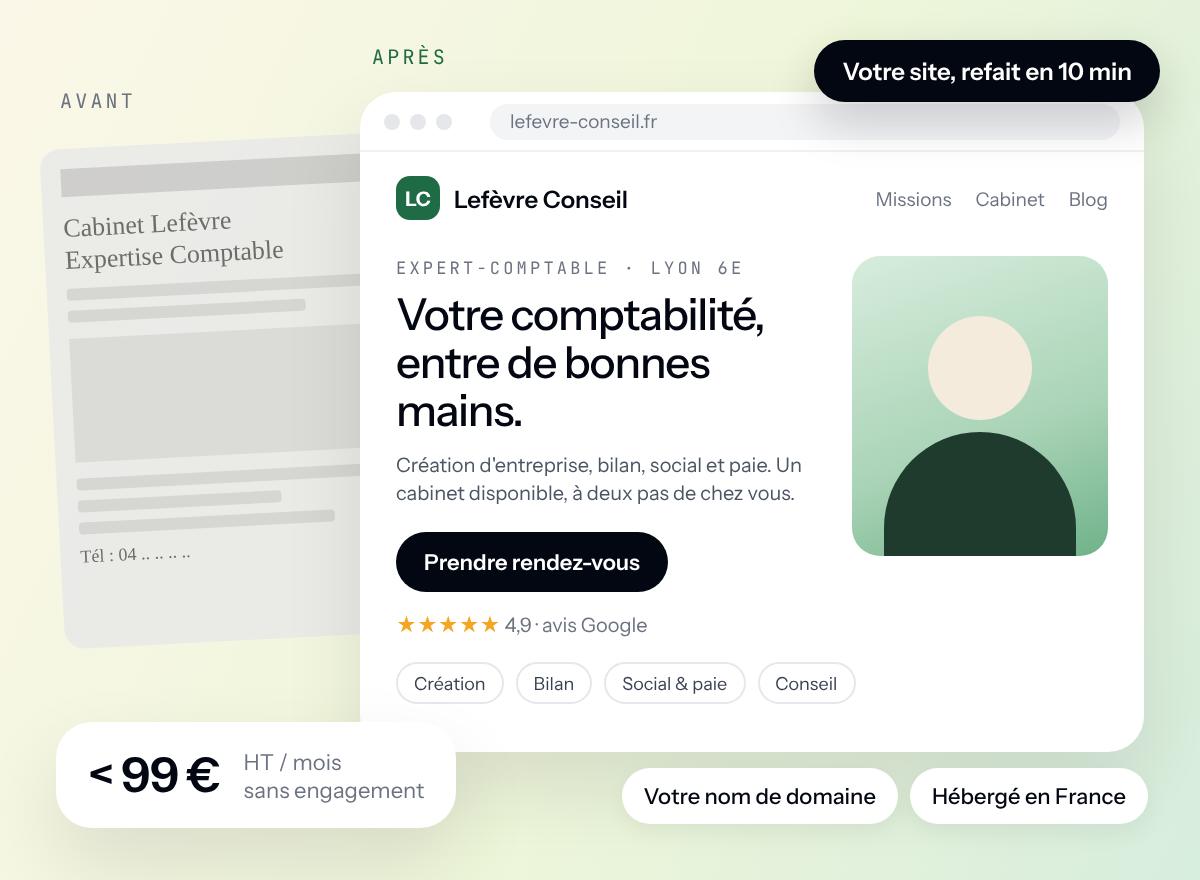 APRÈS
Votre site, refait en 10 min
AVANT
lefevre-conseil.fr
Cabinet Lefèvre
Expertise Comptable
Tél : 04 .. .. .. ..
LC
Lefèvre Conseil
Missions
Cabinet
Blog
EXPERT-COMPTABLE · LYON 6E
Votre comptabilité,
entre de bonnes
mains.
Création d'entreprise, bilan, social et paie. Un
cabinet disponible, à deux pas de chez vous.
Prendre rendez-vous
★★★★★ 4,9 · avis Google
Création
Bilan
Social & paie
Conseil
< 99 €
HT / mois
sans engagement
Votre nom de domaine
Hébergé en France